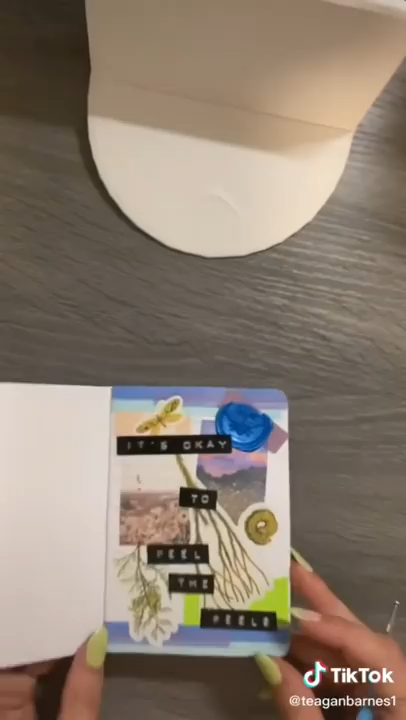 IT'S OKAY
TO
FEEL
THE
FEELS
TikTok
@teaganbarnes1